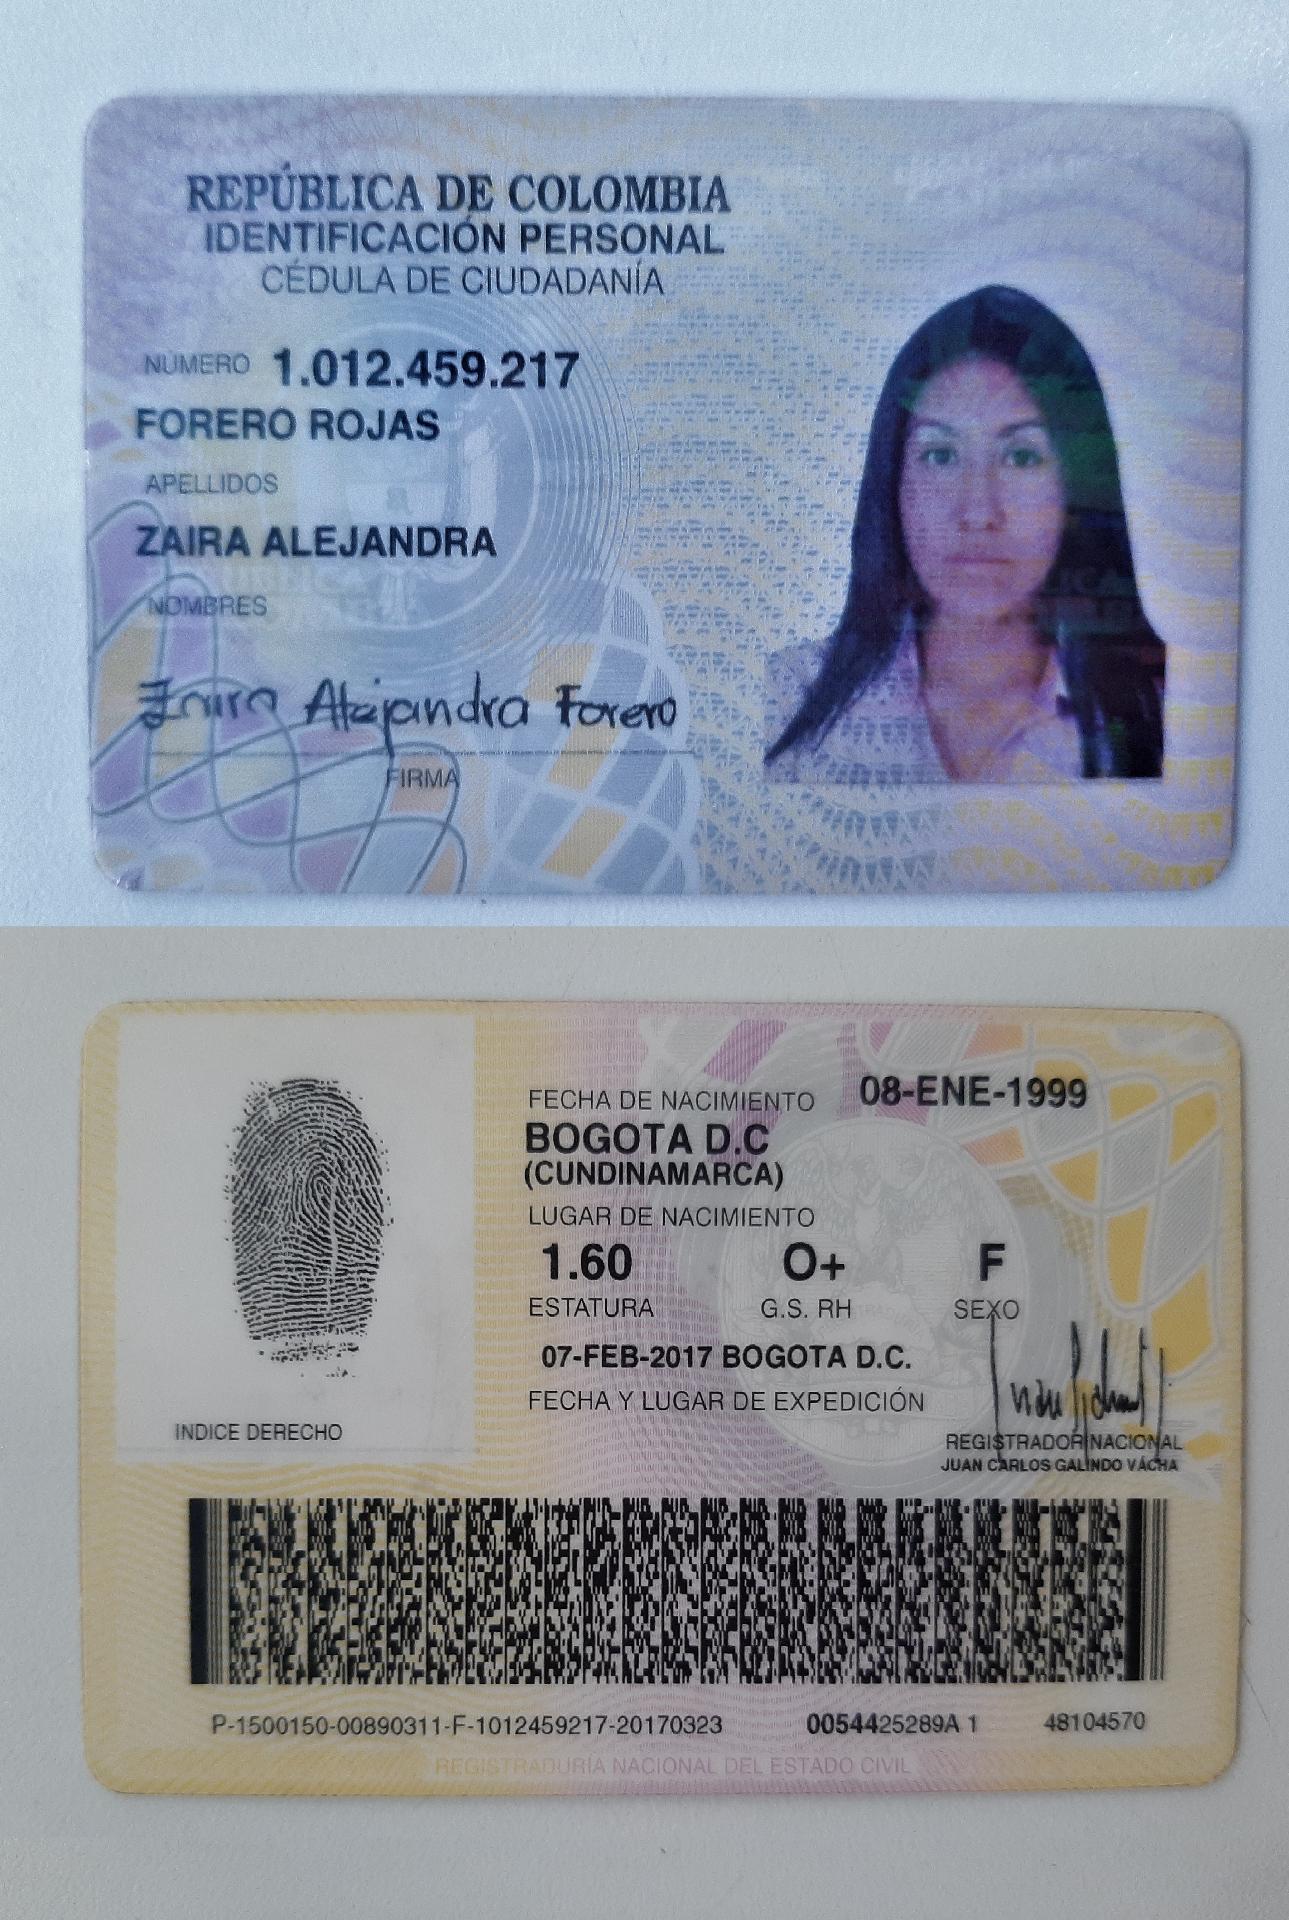 REPÚBLICA DE COLOMBIA
IDENTIFICACIÓN PERSONAL
CÉDULA DE CIUDADANÍA
NÚMERO 1.012.459.217
FORERO ROJAS
APELLIDOS
ZAIRA ALEJANDRA
NOMBRES
Zaira Alejandra Forero
FIRMA
FECHA DE NACIMIENTO 08-ENE-1999
BOGOTA D.C
(CUNDINAMARCA)
LUGAR DE NACIMIENTO
1.60 O+ F
ESTATURA G.S. RH SEXO
07-FEB-2017 BOGOTA D.C.
FECHA Y LUGAR DE EXPEDICIÓN
INDICE DERECHO
REGISTRADOR NACIONAL
JUAN CARLOS GALINDO VÁCHA
P-1500150-00890311-F-1012459217-20170323 0054425289A 1 48104570
REGISTRADURÍA NACIONAL DEL ESTADO CIVIL